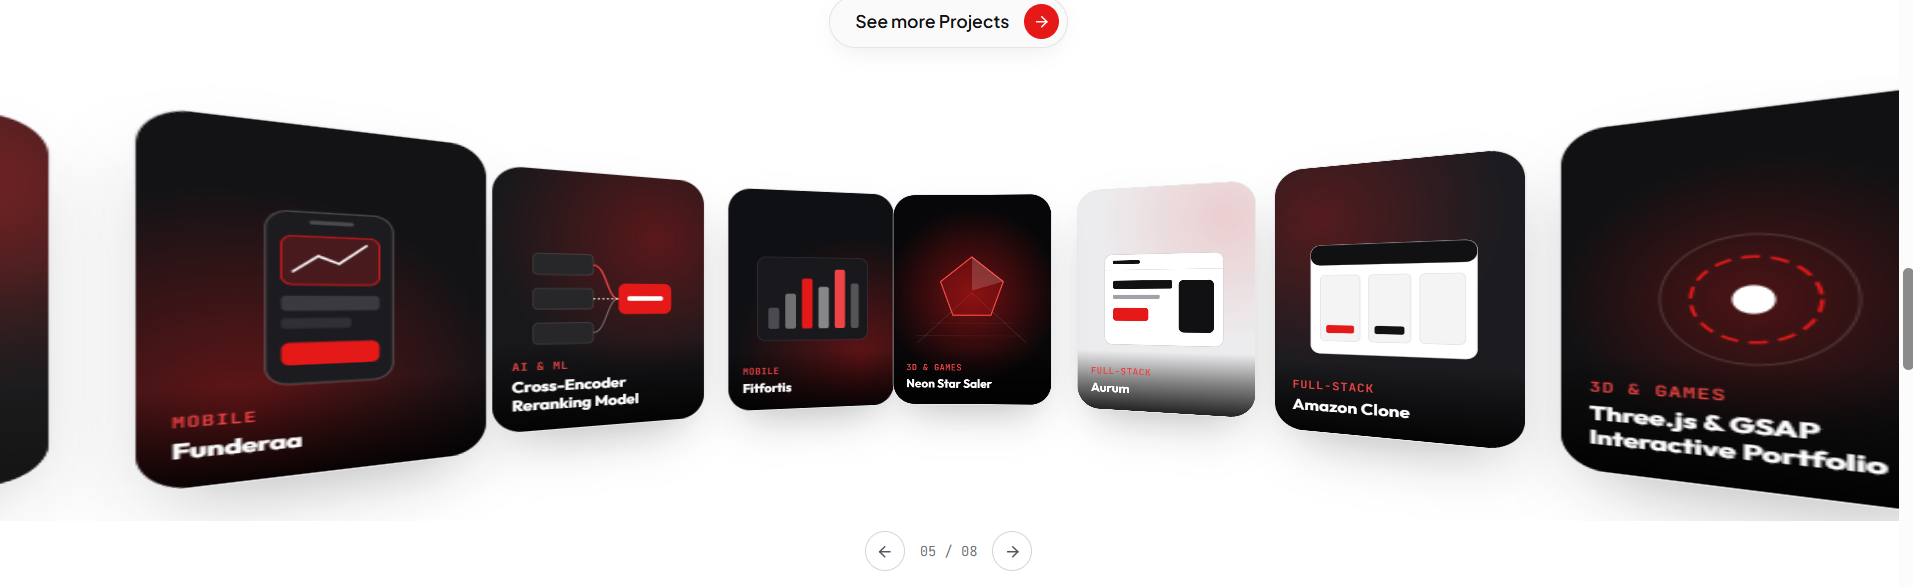 See more Projects
MOBILE
Funderaa
AI & ML
Cross-Encoder
Reranking Model
MOBILE
Fitfortis
3D & GAMES
Neon Star Saler
FULL-STACK
Aurum
FULL-STACK
Amazon Clone
3D & GAMES
Three.js & GSAP
Interactive Portfolio
05 / 08